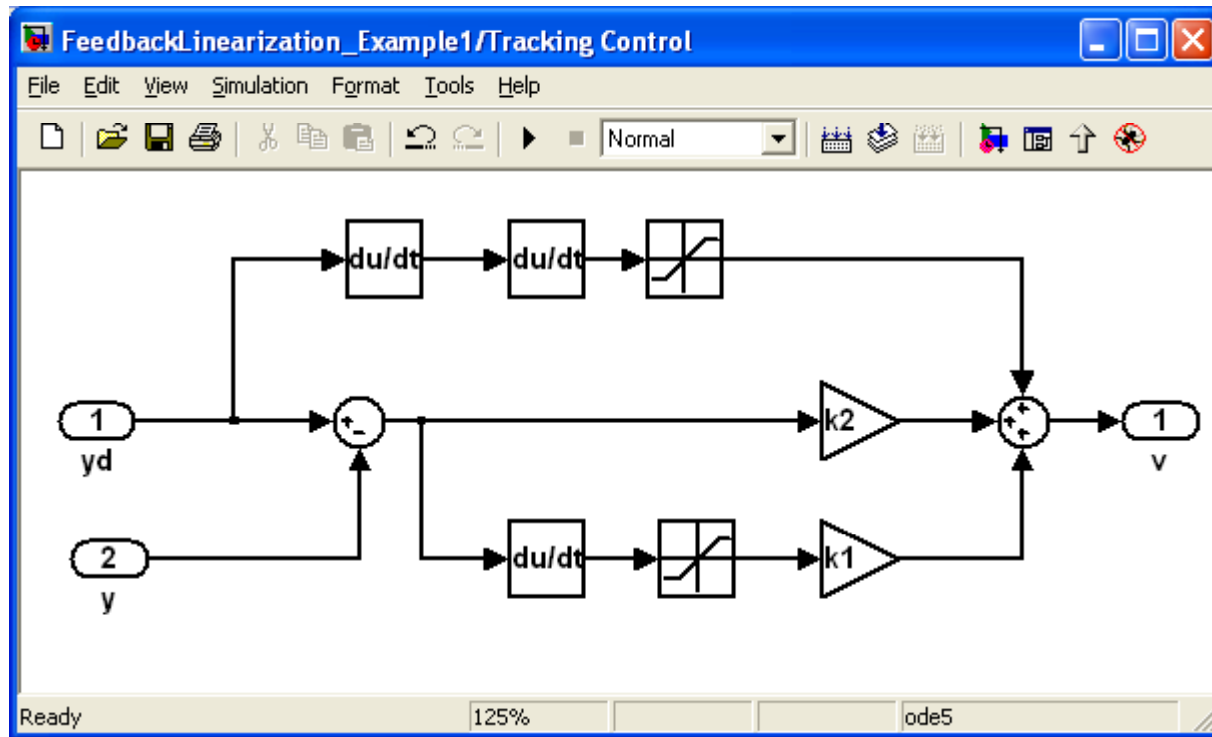 FeedbackLinearization_Example1/Tracking Control
File Edit View Simulation Format Tools Help
Normal
du/dt du/dt
1 + - k2 + + + 1
yd v
2 du/dt k1
y
Ready 125% ode5